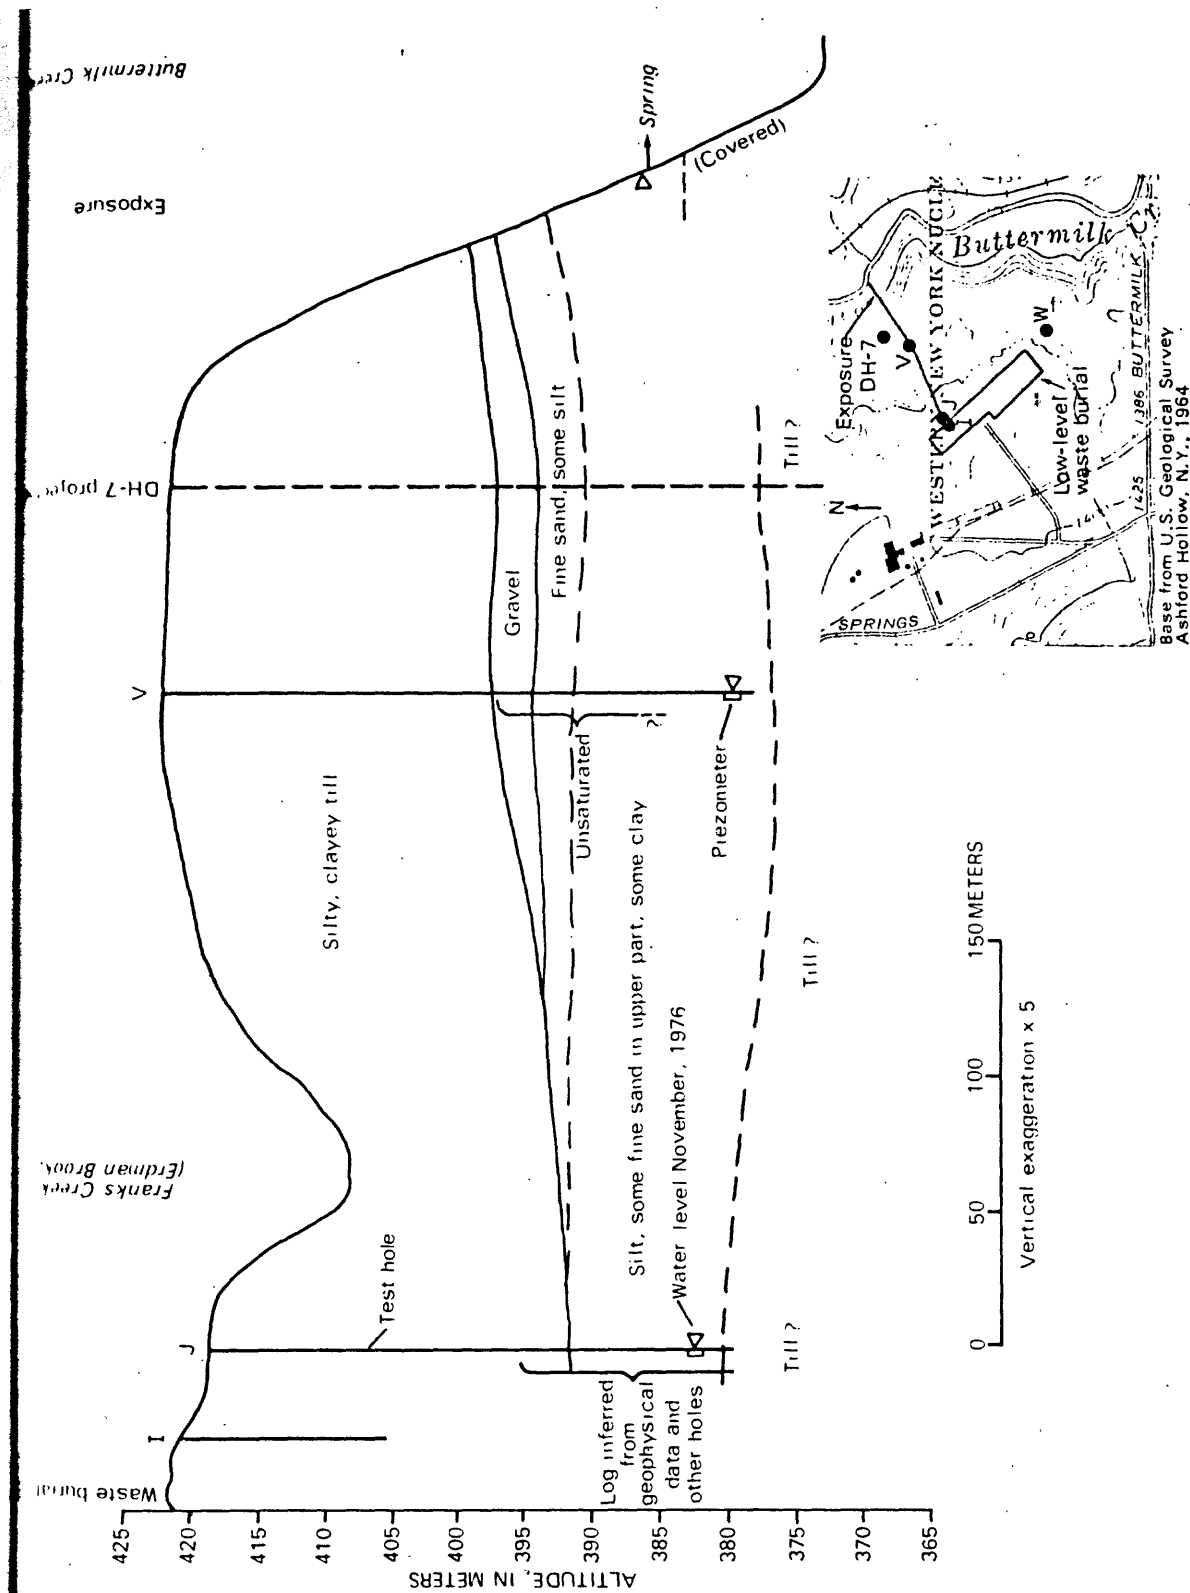 Waste burial
I
J
Franks Creek
(Erdman Brook,
V
DH-7
Exposure
Buttermilk
Test hole
Silty, clayey till
Gravel
Fine sand, some silt
Unsaturated
?
Spring
(Covered)
Log inferred
from
geophysical
data and
other holes
Water level November, 1976
Silt, some fine sand in upper part, some clay
Piezometer
Till ?
Till ?
Till ?
425
420
415
410
405
400
395
390
385
380
375
370
365
ALTITUDE, IN METERS
0
50
100
150 METERS
Vertical exaggeration x 5
N
Exposure
DH-7
V
J
I
W
WESTERN NEW YORK NUCLE
Buttermilk Cr
SPRINGS
Low-level
waste burial
1425
1386
BUTTERMILK
Base from U.S. Geological Survey
Ashford Hollow, N.Y., 1964